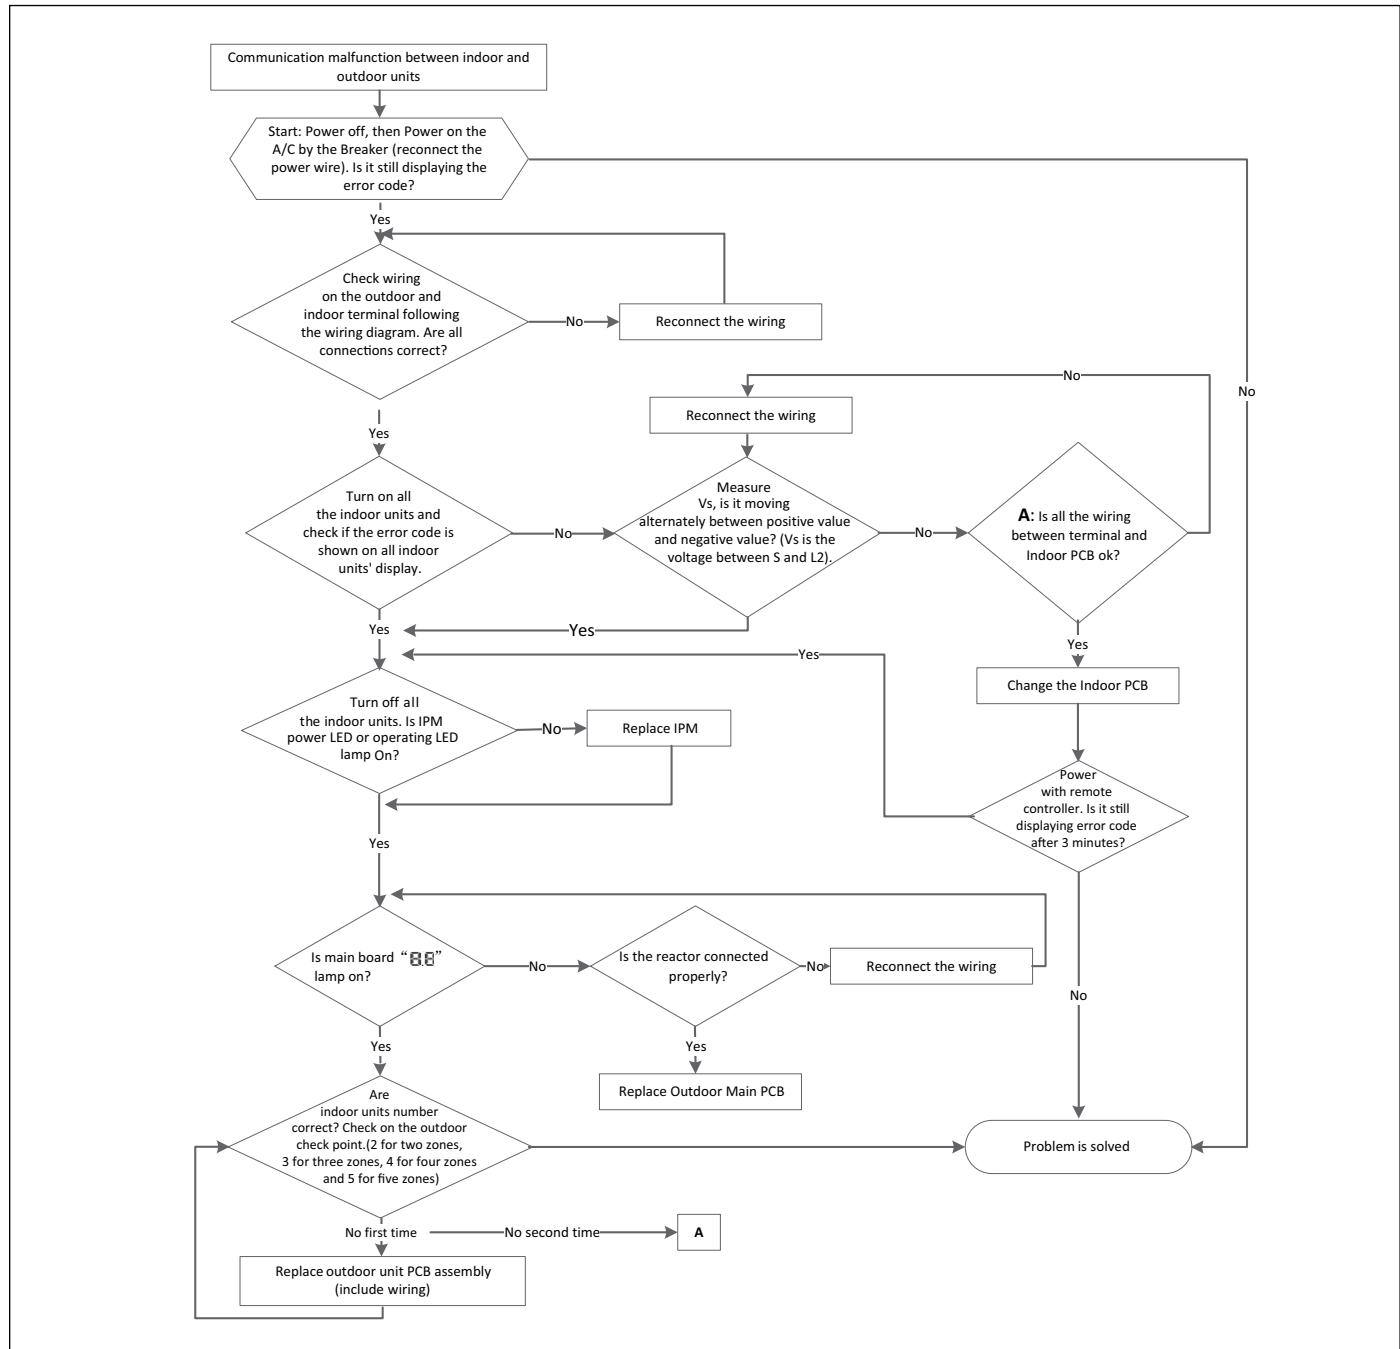 Communication malfunction between indoor and
outdoor units
Start: Power off, then Power on the
A/C by the Breaker (reconnect the
power wire). Is it still displaying the
error code?
Yes
No
Check wiring
on the outdoor and
indoor terminal following
the wiring diagram. Are all
connections correct?
No
Reconnect the wiring
Yes
No
Reconnect the wiring
Turn on all
the indoor units and
check if the error code is
shown on all indoor
units' display.
No
Measure
Vs, is it moving
alternately between positive value
and negative value? (Vs is the
voltage between S and L2).
No
A: Is all the wiring
between terminal and
Indoor PCB ok?
Yes
Yes
Yes
Yes
Change the Indoor PCB
Turn off all
the indoor units. Is IPM
power LED or operating LED
lamp On?
No
Replace IPM
Power
with remote
controller. Is it still
displaying error code
after 3 minutes?
Yes
No
Is main board “8.8”
lamp on?
No
Is the reactor connected
properly?
No
Reconnect the wiring
Yes
Yes
Replace Outdoor Main PCB
Are
indoor units number
correct? Check on the outdoor
check point.(2 for two zones,
3 for three zones, 4 for four zones
and 5 for five zones)
Problem is solved
No first time
No second time
A
Replace outdoor unit PCB assembly
(include wiring)